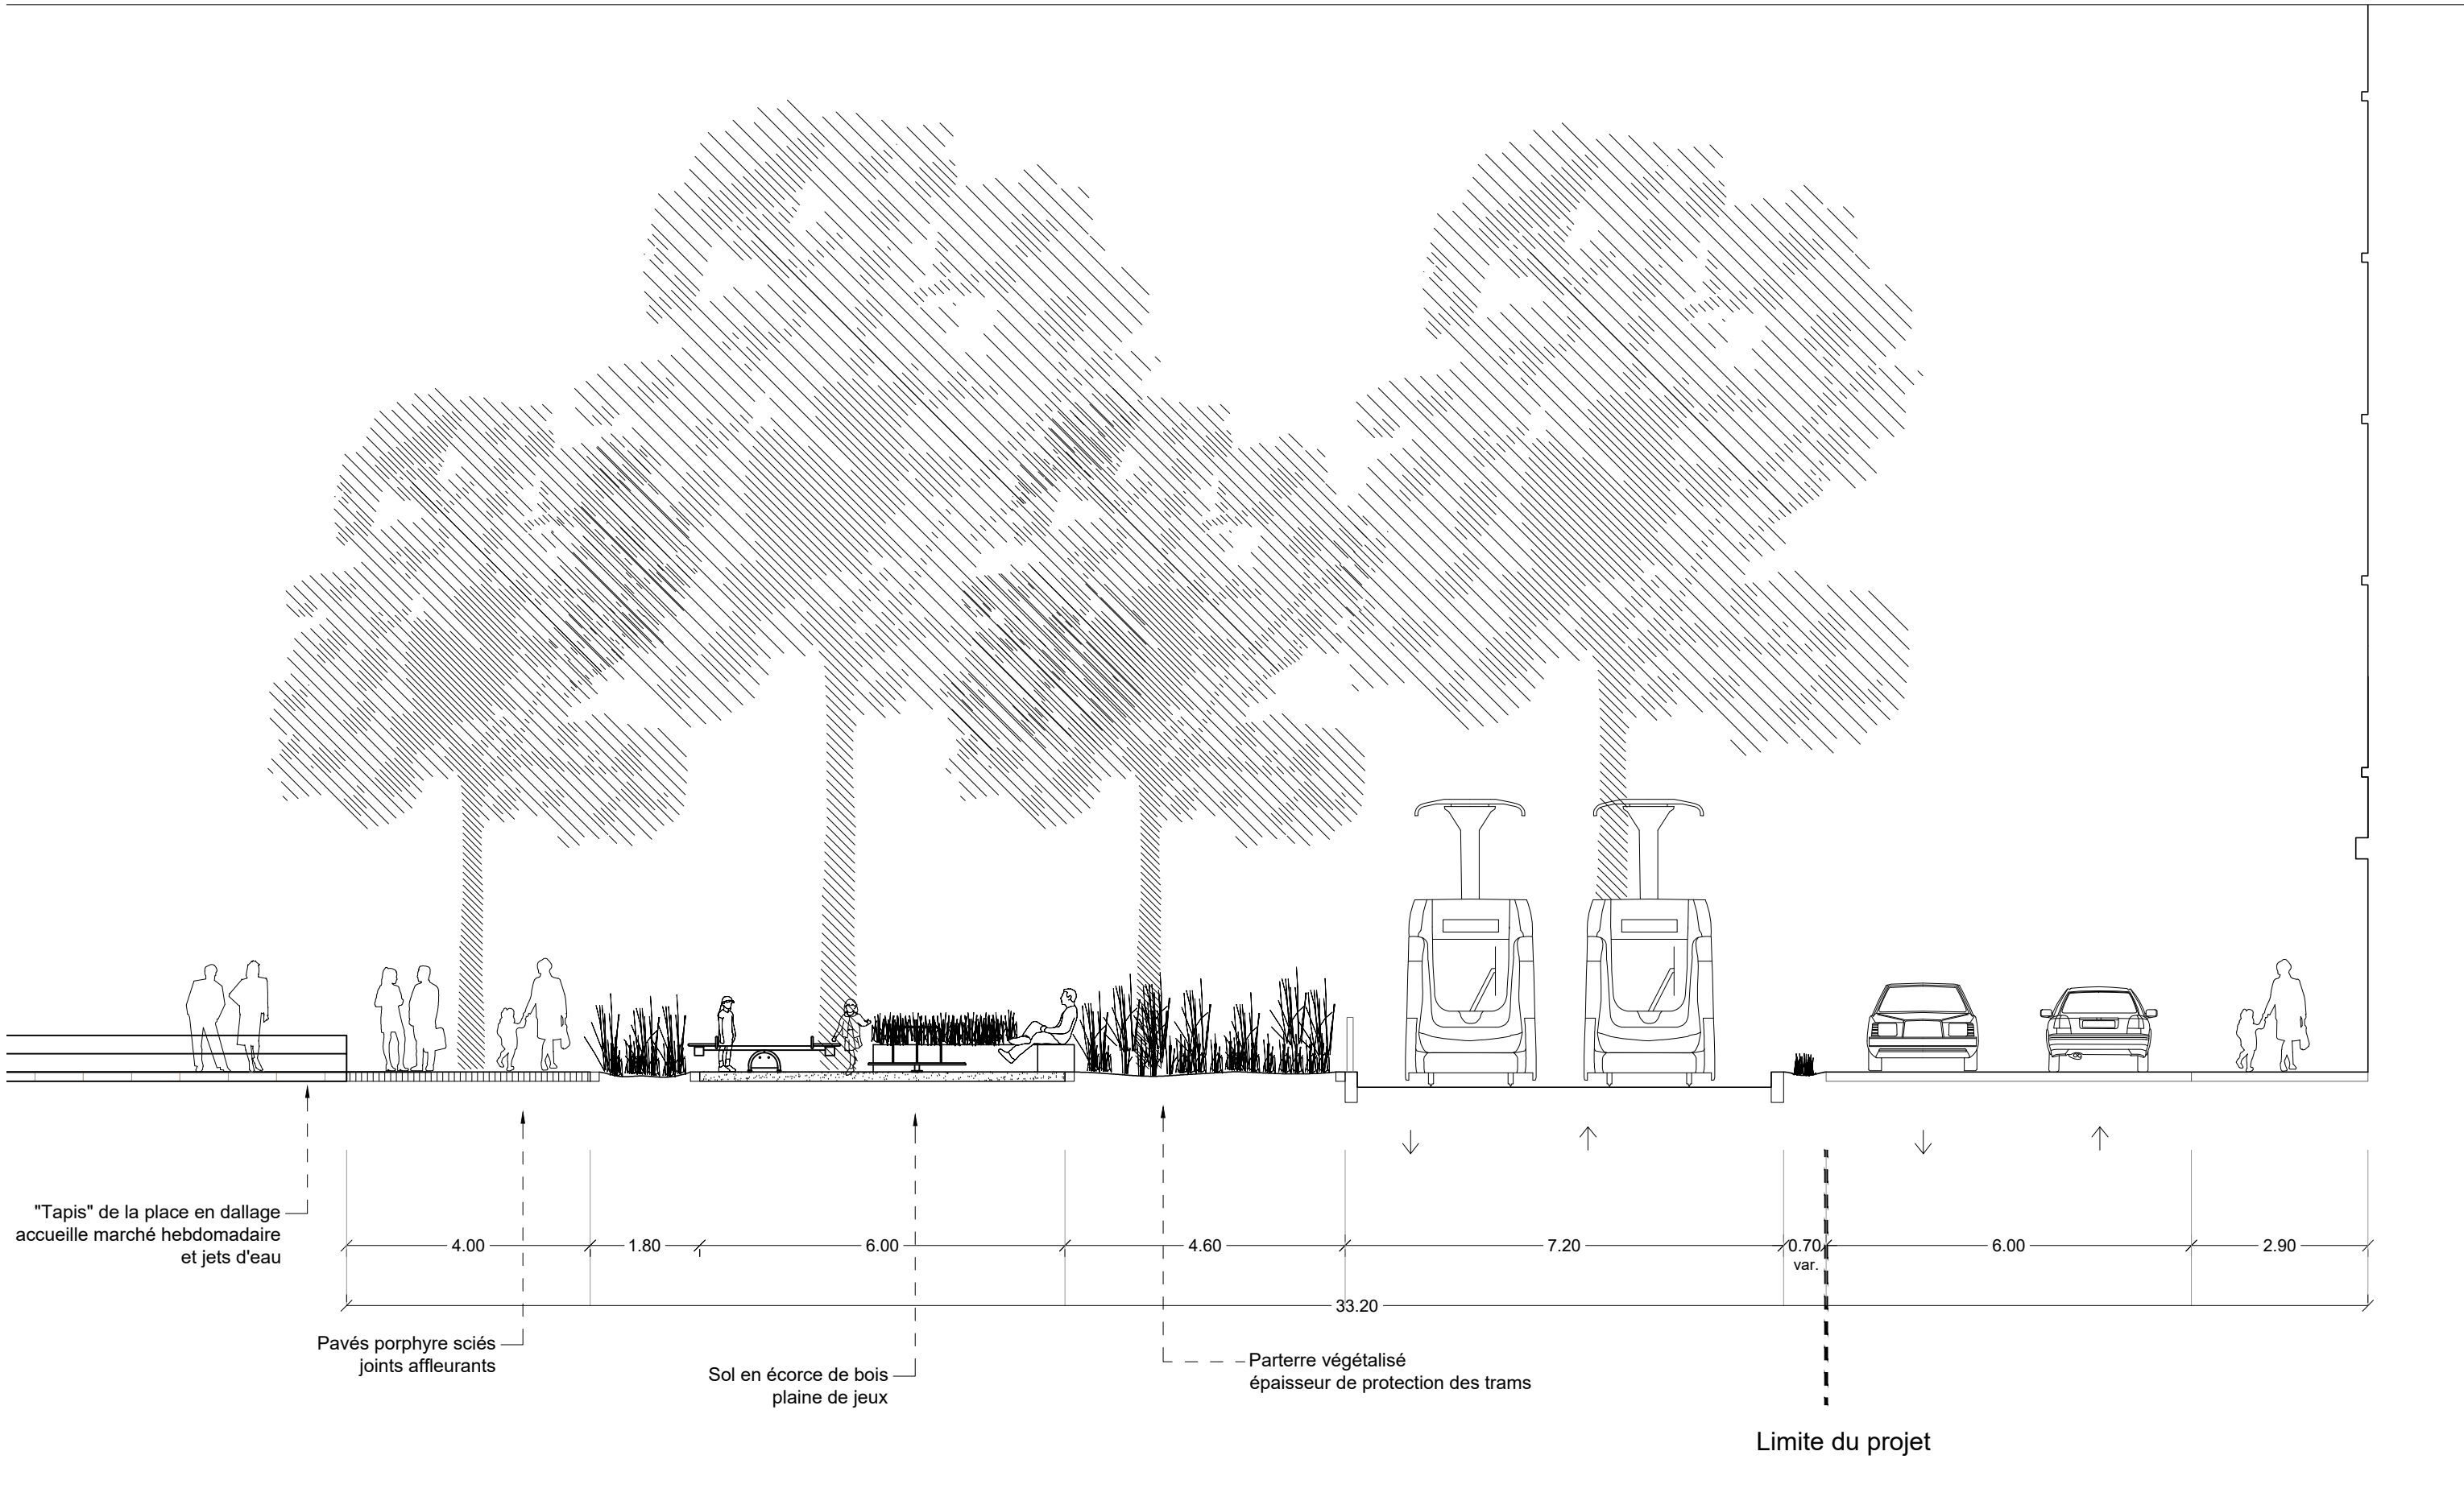 "Tapis" de la place en dallage
accueille marché hebdomadaire
et jets d'eau
4.00
1.80
6.00
4.60
7.20
0.70
var.
6.00
2.90
33.20
Pavés porphyre sciés
joints affleurants
Sol en écorce de bois
plaine de jeux
Parterre végétalisé
épaisseur de protection des trams
Limite du projet